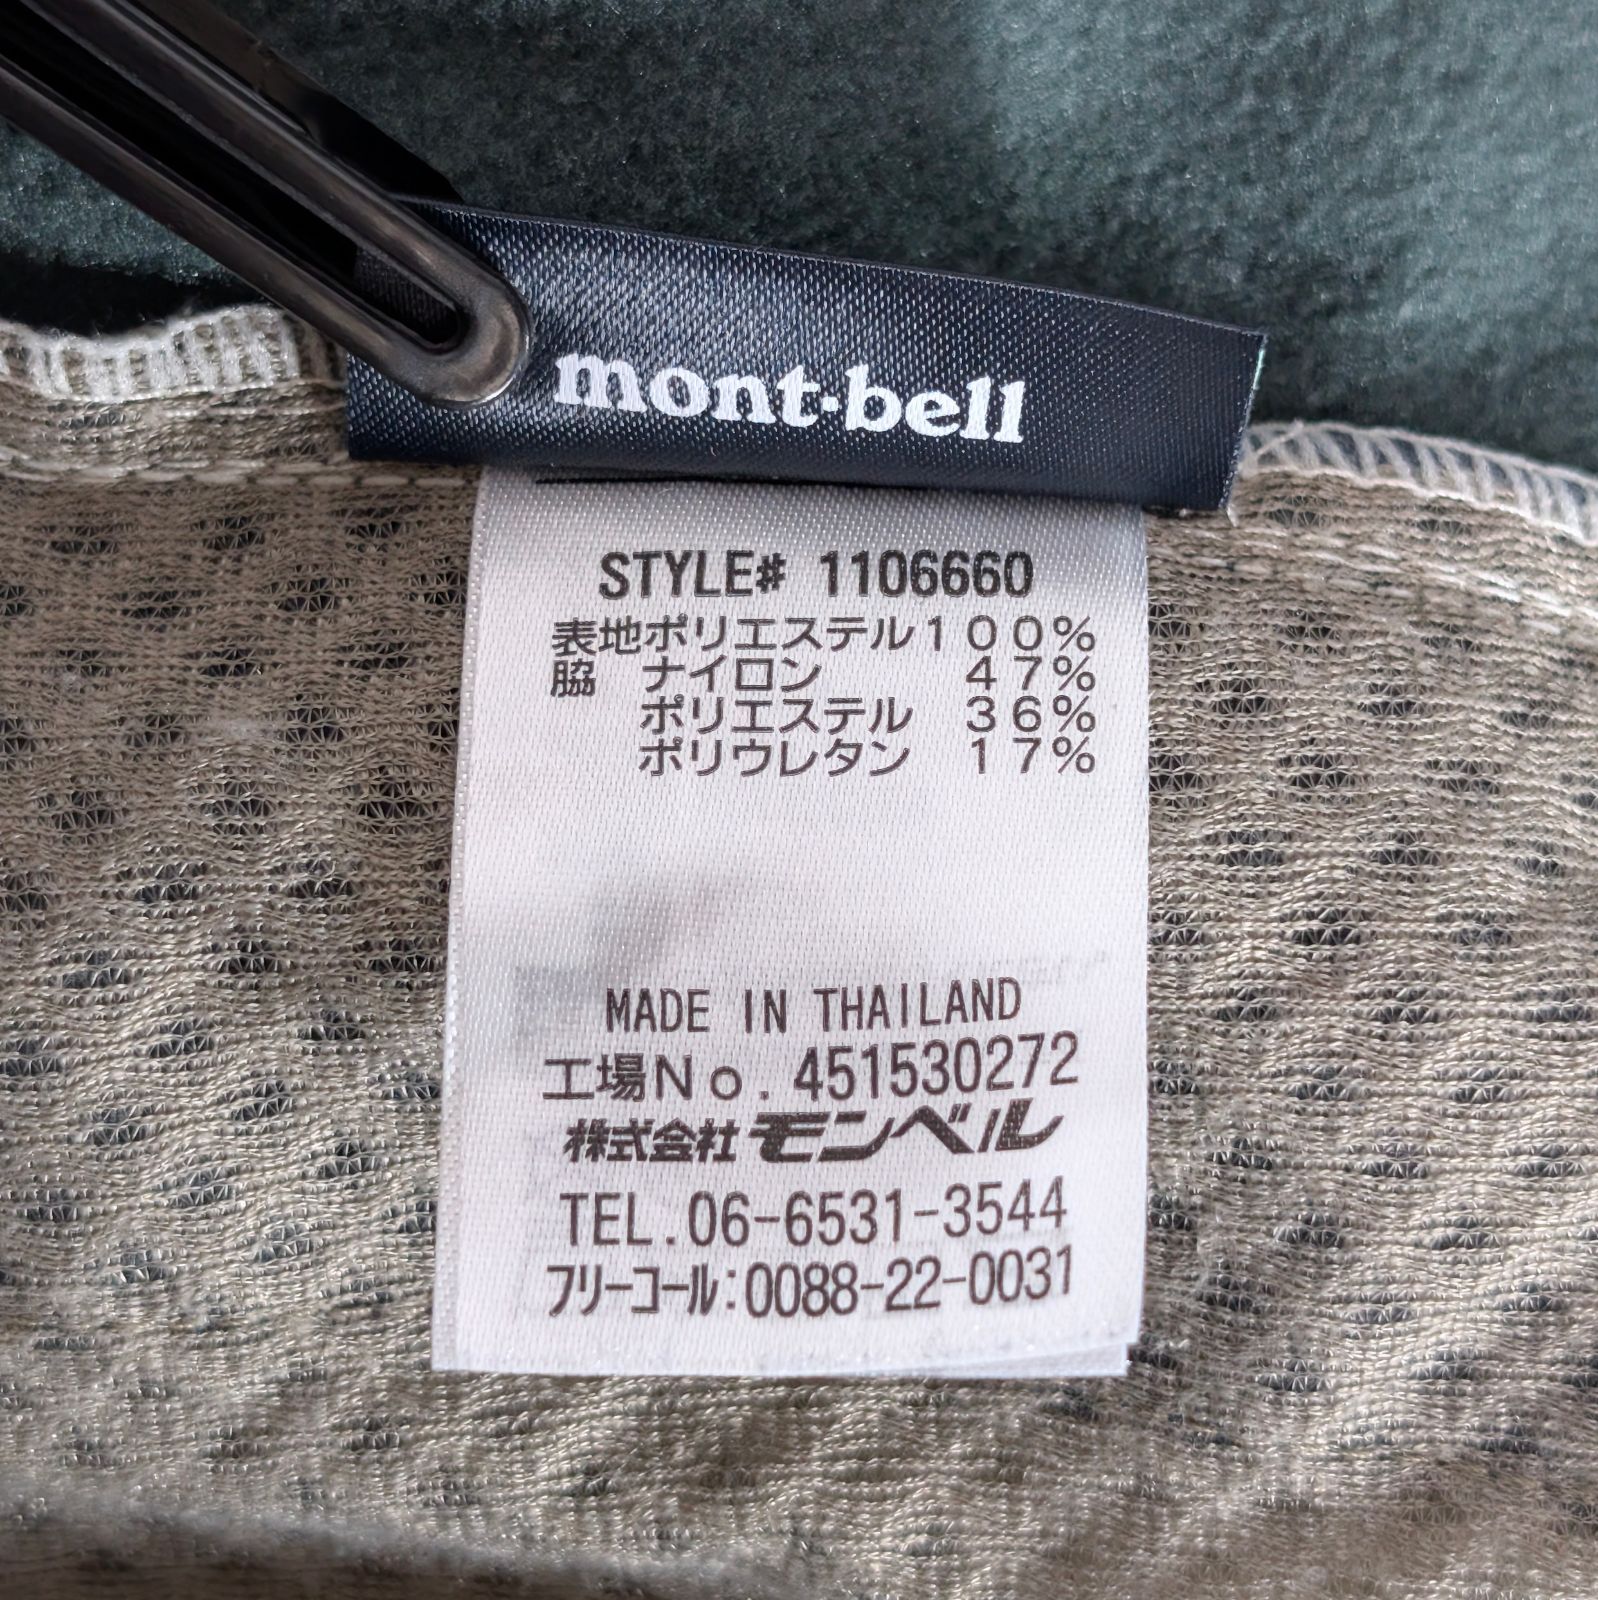 mont-bell
STYLE# 1106660
表地ポリエステル100%
脇 ナイロン 47%
ポリエステル 36%
ポリウレタン 17%
MADE IN THAILAND
工場No. 451530272
株式会社モンベル
TEL.06-6531-3544
フリーコール:0088-22-0031